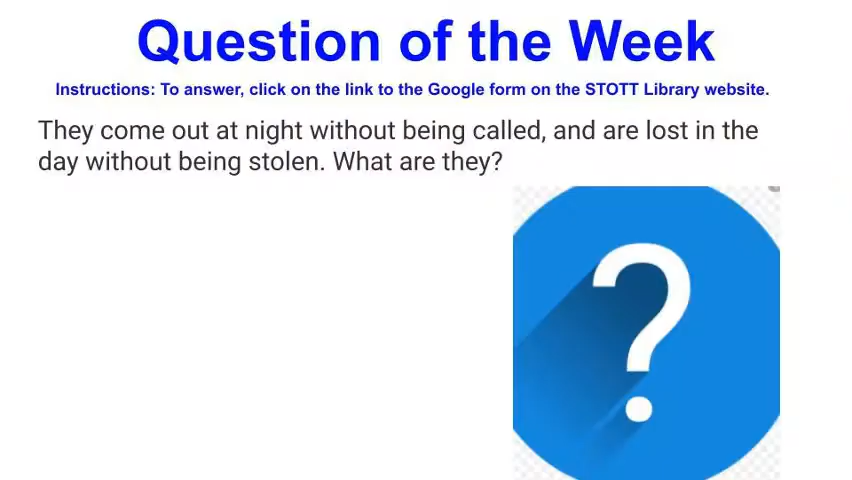 Question of the Week
Instructions: To answer, click on the link to the Google form on the STOTT Library website.
They come out at night without being called, and are lost in the
day without being stolen. What are they?
?